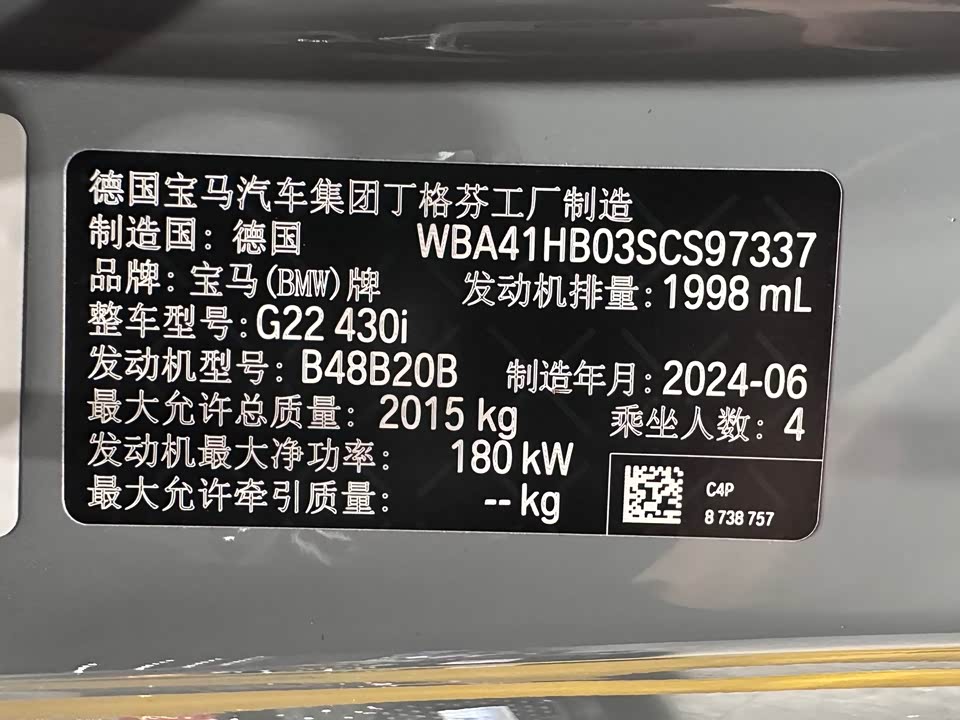 德国宝马汽车集团丁格芬工厂制造
制造国：德国 WBA41HB03SCS97337
品牌：宝马(BMW)牌 发动机排量：1998 mL
整车型号：G22 430i
发动机型号：B48B20B 制造年月：2024-06
最大允许总质量：2015 kg 乘坐人数：4
发动机最大净功率：180 kW
最大允许牵引质量：-- kg
C4P
8 738 757